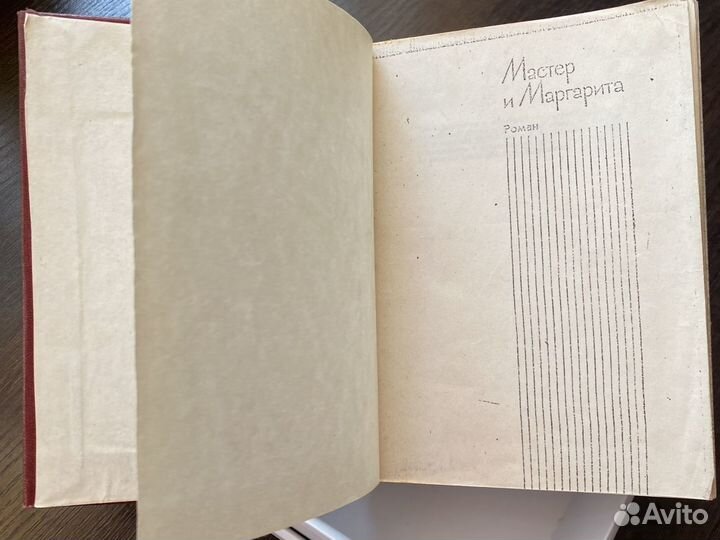 Мастер
и Маргарита
Роман
Avito